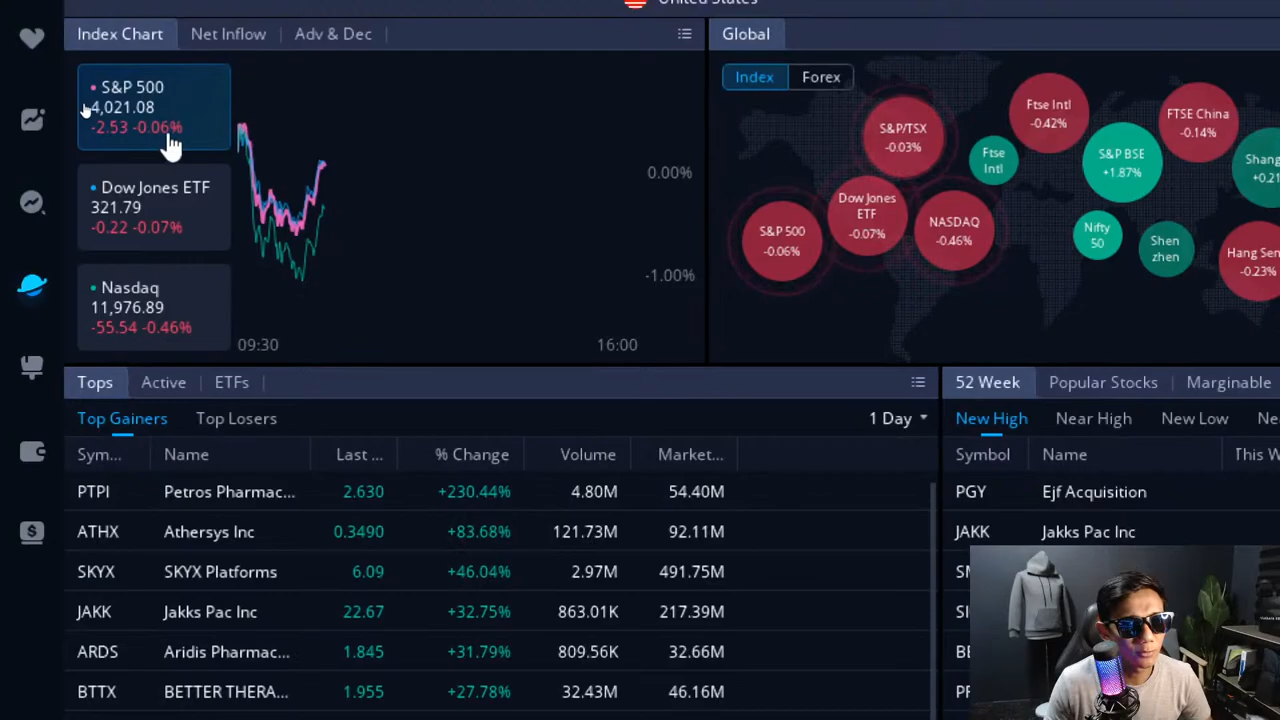 United States
Index Chart
Net Inflow
Adv & Dec
Global
S&P 500
4,021.08
-2.53 -0.06%
Dow Jones ETF
321.79
-0.22 -0.07%
Nasdaq
11,976.89
-55.54 -0.46%
0.00%
-1.00%
09:30
16:00
Index
Forex
S&P/TSX
-0.03%
Ftse Intl
-0.42%
FTSE China
-0.14%
Ftse
Intl
S&P BSE
+1.87%
Shang
+0.21
S&P 500
-0.06%
Dow Jones
ETF
-0.07%
NASDAQ
-0.46%
Nifty
50
Shen
zhen
Hang Sen
-0.23%
Tops
Active
ETFs
Top Gainers
Top Losers
1 Day
Sym... Name Last ... % Change Volume Market...
PTPI Petros Pharmac... 2.630 +230.44% 4.80M 54.40M
ATHX Athersys Inc 0.3490 +83.68% 121.73M 92.11M
SKYX SKYX Platforms 6.09 +46.04% 2.97M 491.75M
JAKK Jakks Pac Inc 22.67 +32.75% 863.01K 217.39M
ARDS Aridis Pharmac... 1.845 +31.79% 809.56K 32.66M
BTTX BETTER THERA... 1.955 +27.78% 32.43M 46.16M
52 Week
Popular Stocks
Marginable
New High
Near High
New Low
Ne
Symbol Name This W
PGY Ejf Acquisition
JAKK Jakks Pac Inc